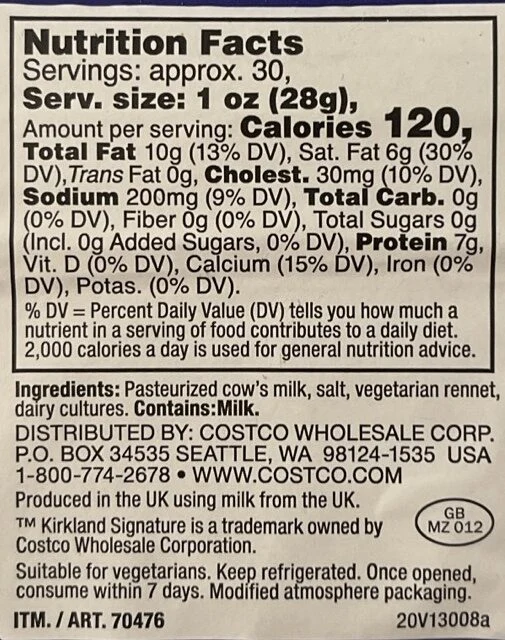 Nutrition Facts
Servings: approx. 30,
Serv. size: 1 oz (28g),
Amount per serving: Calories 120,
Total Fat 10g (13% DV), Sat. Fat 6g (30%
DV),Trans Fat 0g, Cholest. 30mg (10% DV),
Sodium 200mg (9% DV), Total Carb. 0g
(0% DV), Fiber 0g (0% DV), Total Sugars 0g
(Incl. 0g Added Sugars, 0% DV), Protein 7g,
Vit. D (0% DV), Calcium (15% DV), Iron (0%
DV), Potas. (0% DV).
% DV = Percent Daily Value (DV) tells you how much a
nutrient in a serving of food contributes to a daily diet.
2,000 calories a day is used for general nutrition advice.
Ingredients: Pasteurized cow's milk, salt, vegetarian rennet,
dairy cultures. Contains:Milk.
DISTRIBUTED BY: COSTCO WHOLESALE CORP.
P.O. BOX 34535 SEATTLE, WA 98124-1535 USA
1-800-774-2678 • WWW.COSTCO.COM
Produced in the UK using milk from the UK.
GB
MZ 012
™ Kirkland Signature is a trademark owned by
Costco Wholesale Corporation.
Suitable for vegetarians. Keep refrigerated. Once opened,
consume within 7 days. Modified atmosphere packaging.
ITM. / ART. 70476 20V13008a